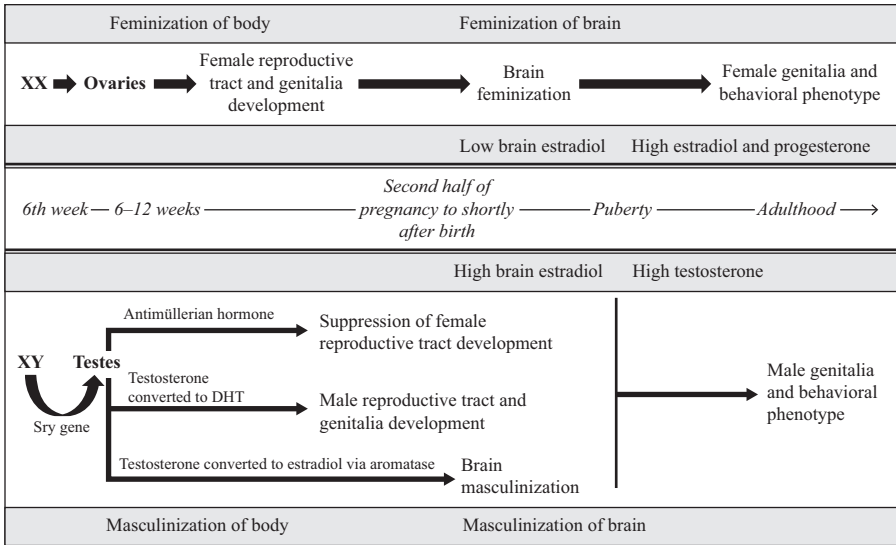 Feminization of body Feminization of brain
Female reproductive
tract and genitalia
development
XX Ovaries
Brain
feminization
Female genitalia and
behavioral phenotype
Low brain estradiol High estradiol and progesterone
6th week 6–12 weeks
Second half of
pregnancy to shortly
after birth
Puberty Adulthood
High brain estradiol High testosterone
Antimüllerian hormone
Suppression of female
reproductive tract development
XY Testes
Sry gene
Testosterone
converted to DHT
Male reproductive tract and
genitalia development
Testosterone converted to estradiol via aromatase
Brain
masculinization
Male genitalia
and behavioral
phenotype
Masculinization of body Masculinization of brain